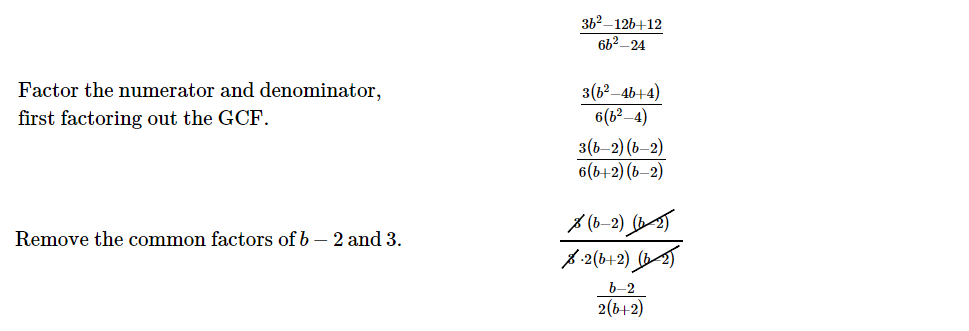 3b²–12b+12
6b²–24
Factor the numerator and denominator,
first factoring out the GCF.
3(b²–4b+4)
6(b²–4)
3(b–2)(b–2)
6(b+2)(b–2)
Remove the common factors of b – 2 and 3.
3(b–2)(b–2)
3·2(b+2)(b–2)
b–2
2(b+2)